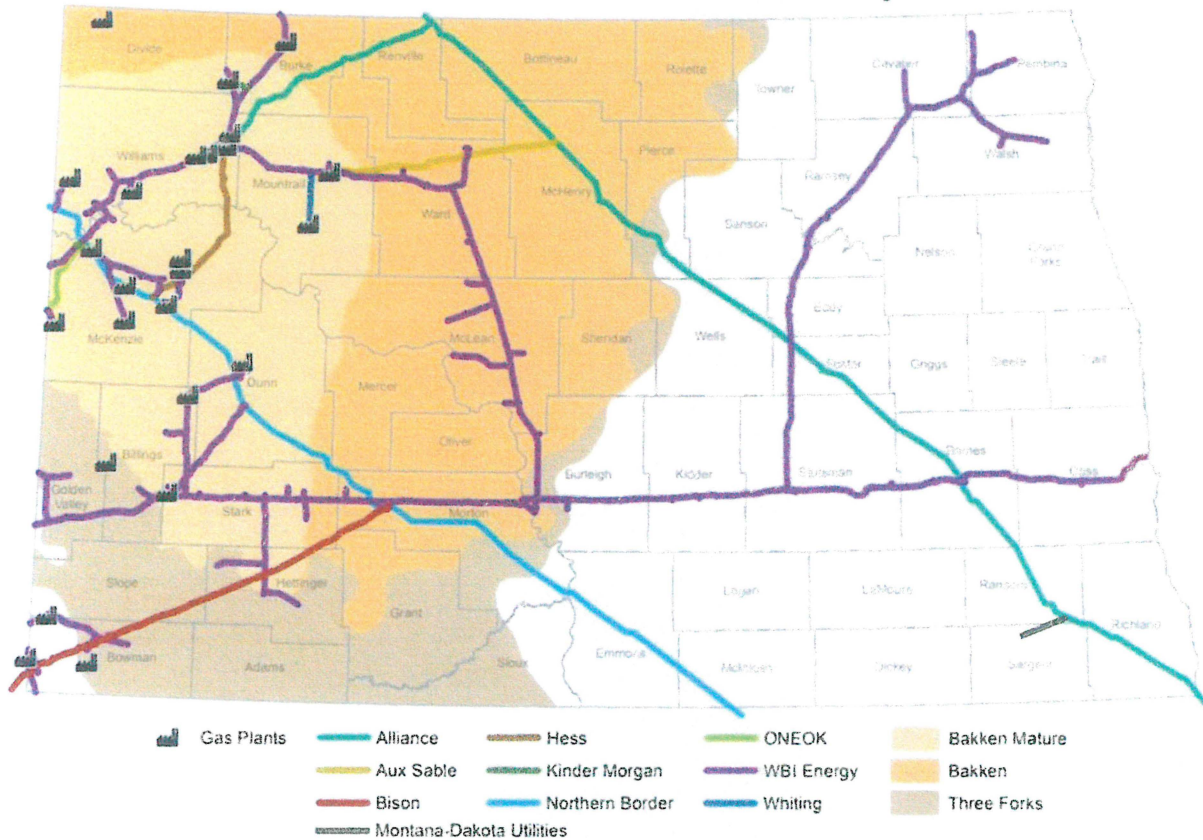 Divide
Burke
Renville
Bottineau
Rolette
Towner
Cavalier
Pembina
Williams
Mountrail
Ward
McHenry
Pierce
Ramsey
Walsh
Nelson
Grand Forks
McKenzie
McLean
Sheridan
Wells
Eddy
Foster
Griggs
Steele
Dunn
Mercer
Oliver
Billings
Golden Valley
Stark
Morton
Burleigh
Kidder
Stutsman
Barnes
Cass
Slope
Hettinger
Grant
Logan
LaMoure
Ransom
Richland
Bowman
Adams
Sioux
Emmons
McIntosh
Dickey
Sargent
Gas Plants
Alliance
Hess
ONEOK
Bakken Mature
Aux Sable
Kinder Morgan
WBI Energy
Bakken
Bison
Northern Border
Whiting
Three Forks
Montana-Dakota Utilities